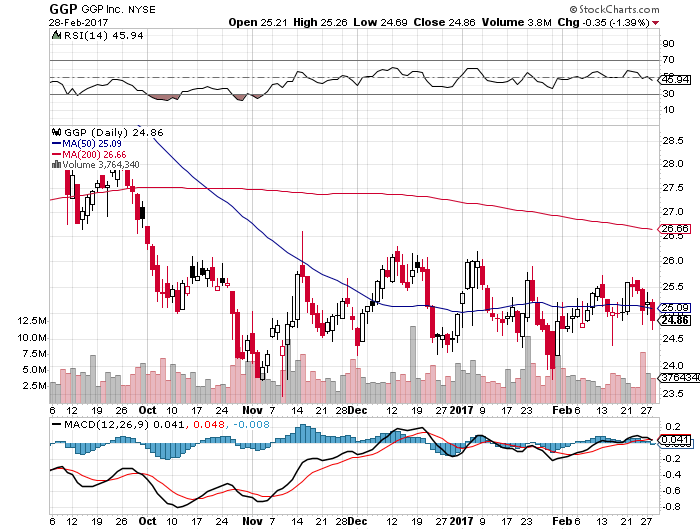 GGP GGP Inc. NYSE © StockCharts.com
28-Feb-2017 Open 25.21 High 25.26 Low 24.69 Close 24.86 Volume 3.8M Chg -0.35 (-1.39%)
RSI(14) 45.94
90
70
50
45.94
30
10
GGP (Daily) 24.86
MA(50) 25.09
MA(200) 26.66
Volume 3,764,340
28.5
28.0
27.5
27.0
26.66
26.5
26.0
25.5
25.09
24.86
24.5
24.0
3764340
23.5
12.5M
10.0M
7.5M
5.0M
2.5M
6 12 19 26 Oct 10 17 24 Nov 7 14 21 28 Dec 12 19 27 2017 9 17 23 Feb 6 13 21 27
MACD(12,26,9) 0.041, 0.048, -0.008
0.2
0.041
-0.2
-0.4
-0.6
-0.8
6 12 19 26 Oct 10 17 24 Nov 7 14 21 28 Dec 12 19 27 2017 9 17 23 Feb 6 13 21 27